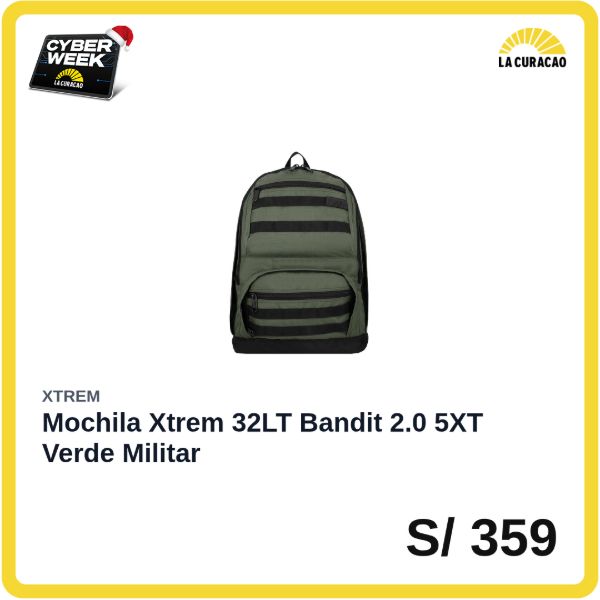 CYBER
WEEK
LA CURACAO
LA CURACAO
XTREM
Mochila Xtrem 32LT Bandit 2.0 5XT
Verde Militar
S/ 359